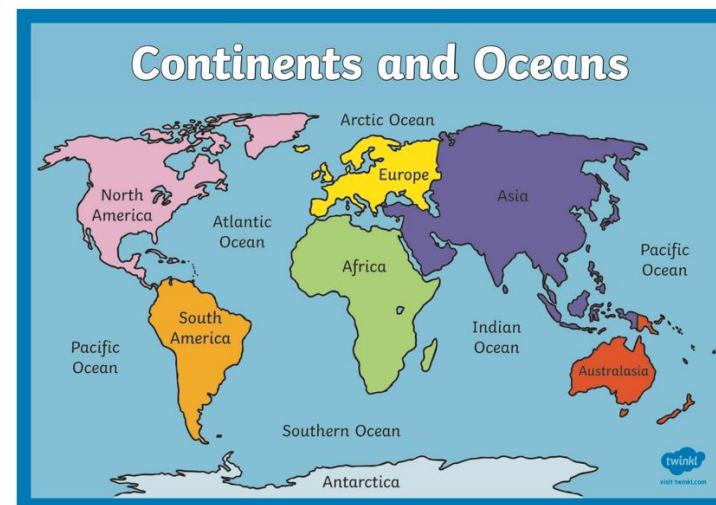 Continents and Oceans
Arctic Ocean
Europe
Asia
North
America
Atlantic
Ocean
Africa
Pacific
Ocean
South
America
Indian
Ocean
Pacific
Ocean
Australasia
Southern Ocean
Antarctica
twinkl
visit twinkl.com